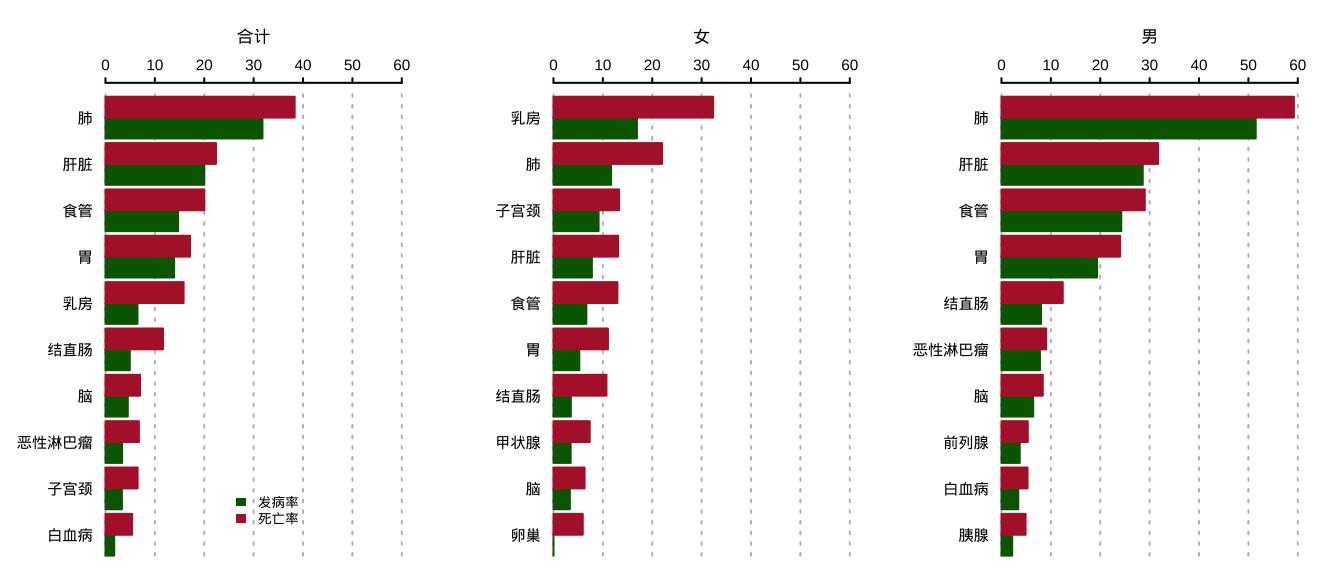 合计
0 10 20 30 40 50 60
肺
肝脏
食管
胃
乳房
结直肠
脑
恶性淋巴瘤
子宫颈
白血病
发病率
死亡率
女
0 10 20 30 40 50 60
乳房
肺
子宫颈
肝脏
食管
胃
结直肠
甲状腺
脑
卵巢
男
0 10 20 30 40 50 60
肺
肝脏
食管
胃
结直肠
恶性淋巴瘤
脑
前列腺
白血病
胰腺